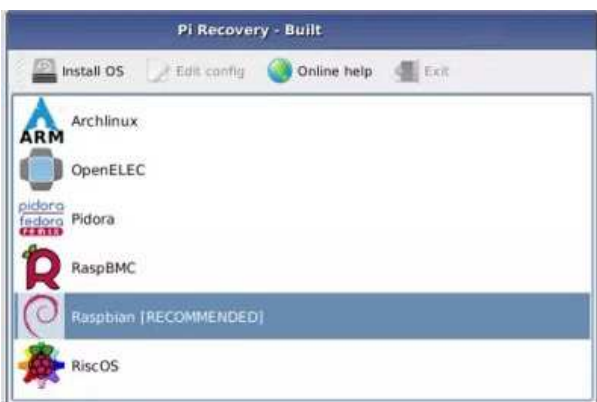 Pi Recovery - Built
Install OS Edit config Online help Exit
ARM Archlinux
OpenELEC
pidora
fedora Pidora
REMIX
RaspBMC
Raspbian [RECOMMENDED]
RiscOS